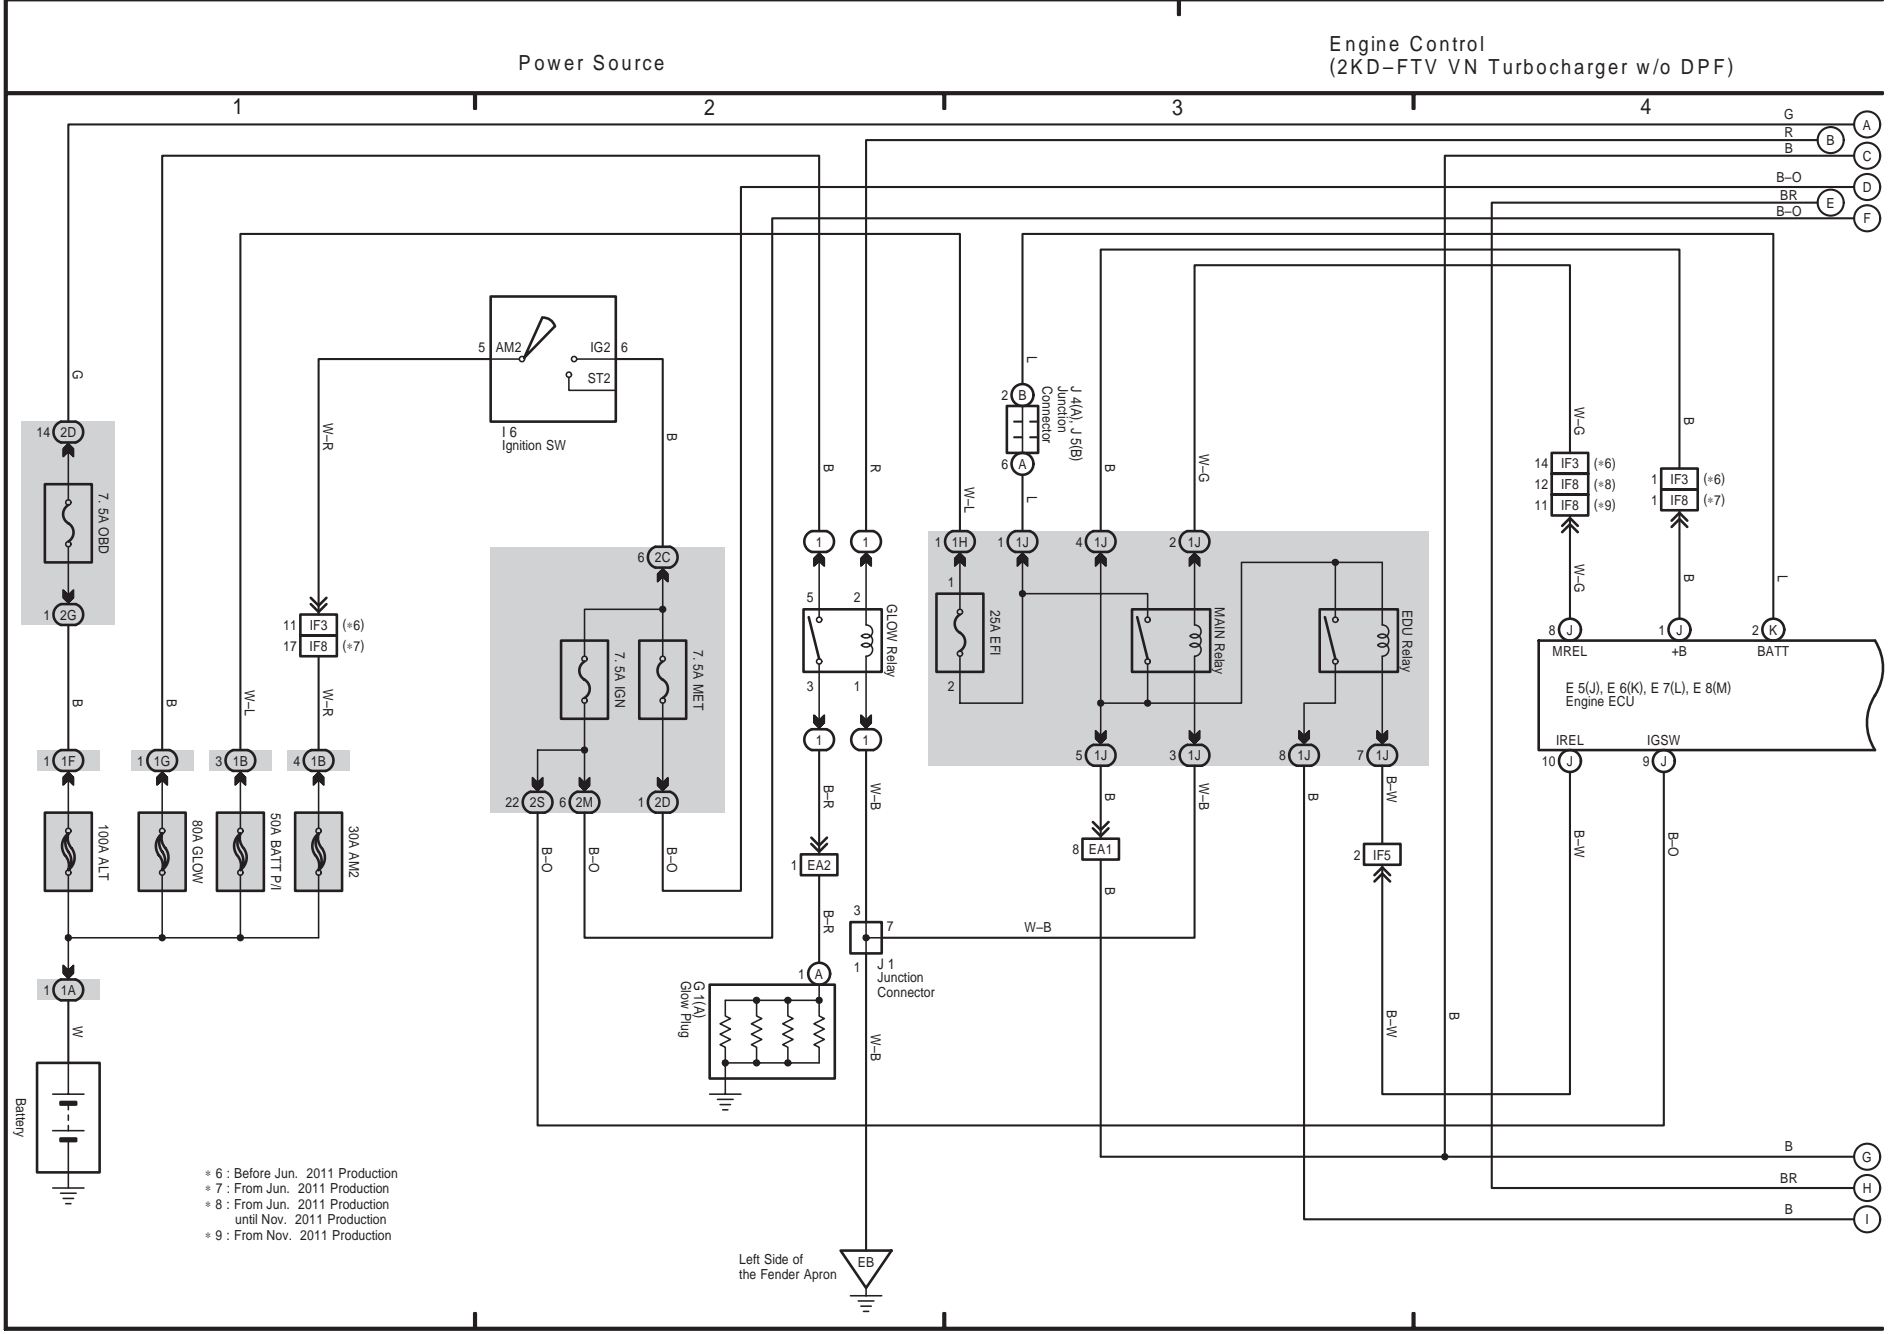 Power Source
Engine Control
(2KD–FTV VN Turbocharger w/o DPF)
1
2
3
4
G
A
R
B
B
C
B–O
D
BR
E
B–O
F
5
AM2
IG2
6
ST2
I 6
Ignition SW
G
W–R
B
B
R
W–L
L
2
B
J 4(A), J 5(B)
Junction
Connector
6
A
L
B
W–G
W–G
B
14
IF3
(∗6)
12
IF8
(∗8)
11
IF8
(∗9)
1
IF3
(∗6)
1
IF8
(∗7)
W–G
B
L
14
2D
7. 5A OBD
1
2G
11
IF3
(∗6)
17
IF8
(∗7)
6
2C
7. 5A IGN
7. 5A MET
1
1
5
2
GLOW Relay
3
1
1
1
1
1H
1
1J
4
1J
2
1J
1
25A EFI
2
MAIN Relay
EDU Relay
5
1J
3
1J
8
1J
7
1J
8
J
1
J
2
K
MREL
+B
BATT
E 5(J), E 6(K), E 7(L), E 8(M)
Engine ECU
IREL
IGSW
10
J
9
J
B
B
W–L
W–R
1
1F
1
1G
3
1B
4
1B
100A ALT
80A GLOW
50A BATT P/I
30A AM2
22
2S
6
2M
1
2D
B–O
B–O
B–O
B–R
W–B
B
W–B
B
B–W
B–W
B–O
1
EA2
8
EA1
2
IF5
B–R
B
3
7
W–B
1
J 1
Junction
Connector
1
A
G 1(A)
Glow Plug
W–B
B–W
B
1
1A
W
Battery
B
G
BR
H
B
I
∗ 6 : Before Jun. 2011 Production
∗ 7 : From Jun. 2011 Production
∗ 8 : From Jun. 2011 Production
until Nov. 2011 Production
∗ 9 : From Nov. 2011 Production
Left Side of
the Fender Apron
EB